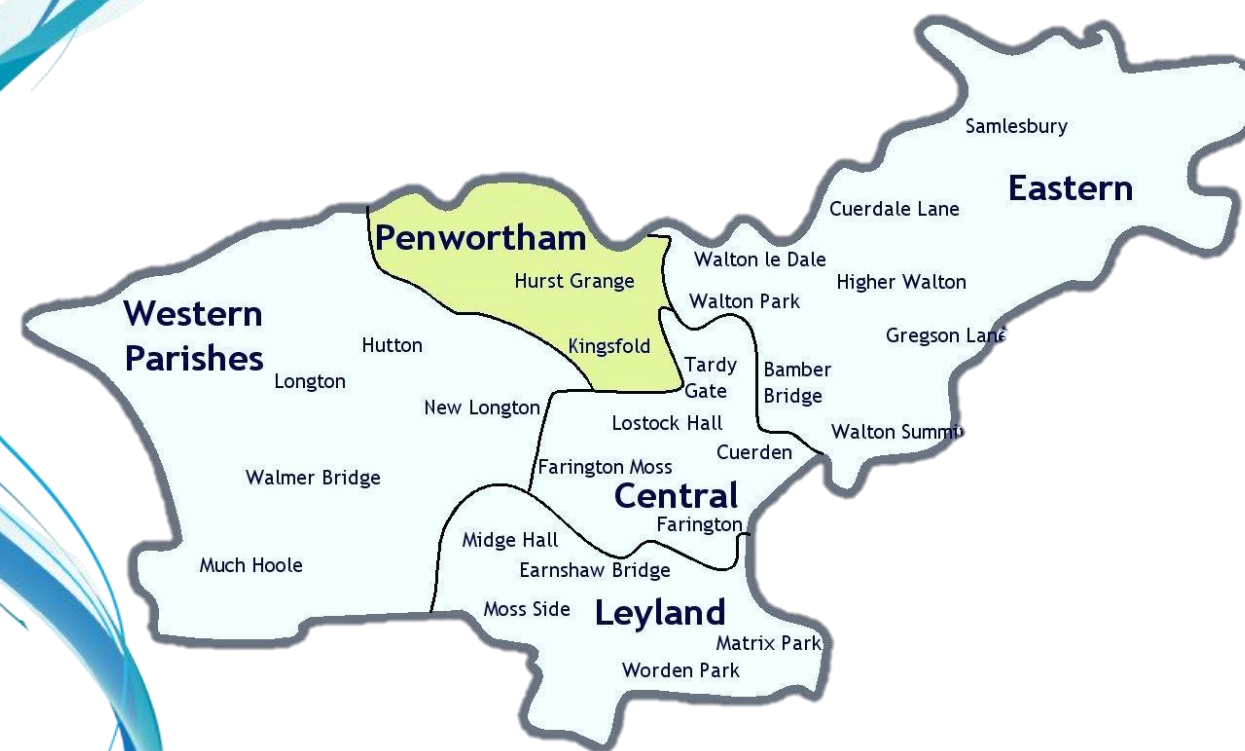 Samlesbury
Eastern
Cuerdale Lane
Penwortham
Walton le Dale
Hurst Grange
Higher Walton
Walton Park
Western
Parishes
Gregson Lane
Hutton
Kingsfold
Tardy
Gate
Bamber
Bridge
Longton
New Longton
Lostock Hall
Walton Summi
Cuerden
Farington Moss
Walmer Bridge
Central
Farington
Midge Hall
Much Hoole
Earnshaw Bridge
Moss Side
Leyland
Matrix Park
Worden Park